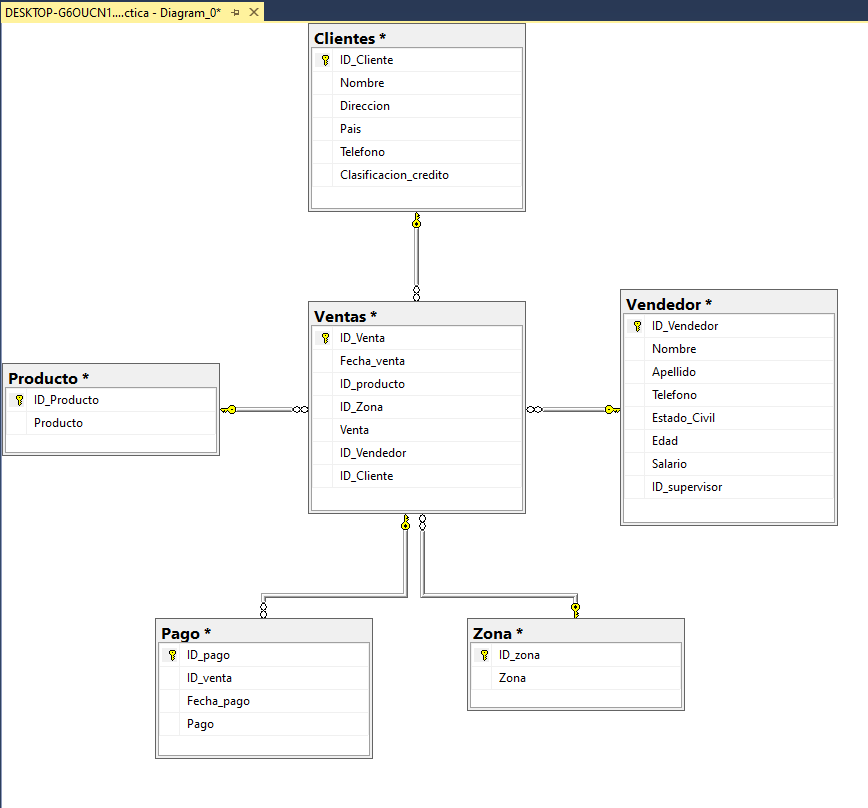 DESKTOP-G6OUCN1....ctica - Diagram_0*
Clientes *
ID_Cliente
Nombre
Direccion
Pais
Telefono
Clasificacion_credito
Ventas *
ID_Venta
Fecha_venta
ID_producto
ID_Zona
Venta
ID_Vendedor
ID_Cliente
Vendedor *
ID_Vendedor
Nombre
Apellido
Telefono
Estado_Civil
Edad
Salario
ID_supervisor
Producto *
ID_Producto
Producto
Pago *
ID_pago
ID_venta
Fecha_pago
Pago
Zona *
ID_zona
Zona